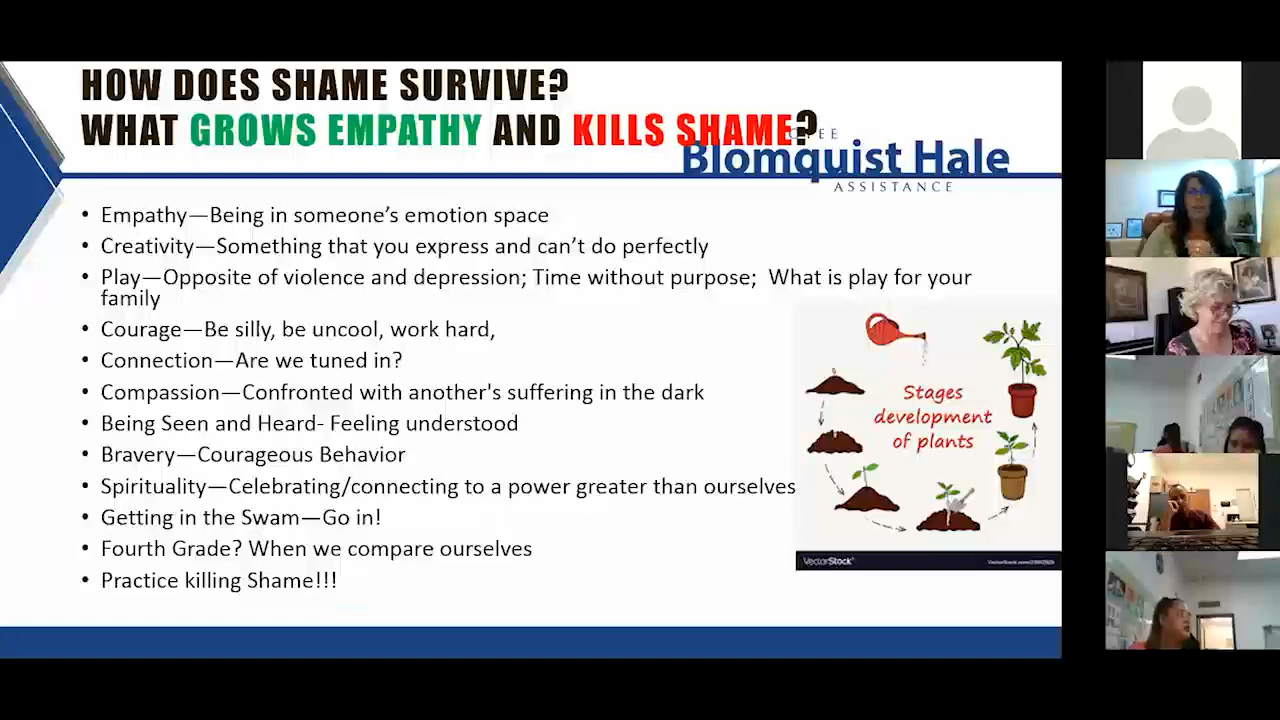 HOW DOES SHAME SURVIVE?
WHAT GROWS EMPATHY AND KILLS SHAME?
Blomquist Hale
ASSISTANCE
• Empathy—Being in someone’s emotion space
• Creativity—Something that you express and can’t do perfectly
• Play—Opposite of violence and depression; Time without purpose; What is play for your
family
• Courage—Be silly, be uncool, work hard,
• Connection—Are we tuned in?
• Compassion—Confronted with another's suffering in the dark
• Being Seen and Heard- Feeling understood
• Bravery—Courageous Behavior
• Spirituality—Celebrating/connecting to a power greater than ourselves
• Getting in the Swam—Go in!
• Fourth Grade? When we compare ourselves
• Practice killing Shame!!!
Stages
development
of plants
VectorStock